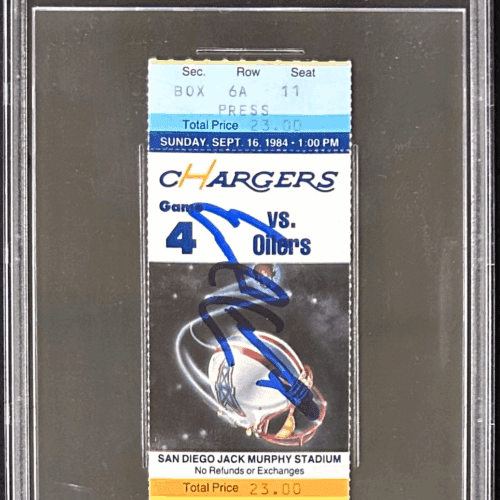 Sec. Row Seat
BOX 6A 11
PRESS
Total Price 23.00
SUNDAY, SEPT. 16, 1984 - 1:00 PM
CHARGERS
Game vs.
4 Oilers
SAN DIEGO JACK MURPHY STADIUM
No Refunds or Exchanges
Total Price 23.00